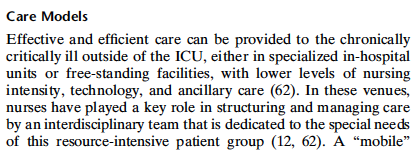 Care Models
Effective and efficient care can be provided to the chronically
critically ill outside of the ICU, either in specialized in-hospital
units or free-standing facilities, with lower levels of nursing
intensity, technology, and ancillary care (62). In these venues,
nurses have played a key role in structuring and managing care
by an interdisciplinary team that is dedicated to the special needs
of this resource-intensive patient group (12, 62). A “mobile”